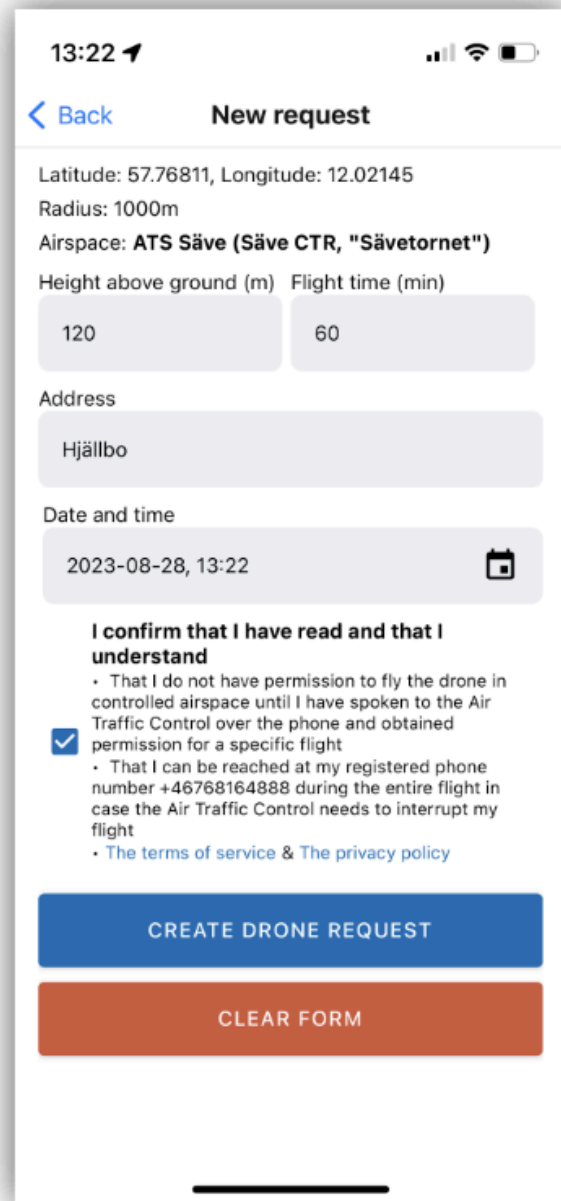 13:22
Back New request
Latitude: 57.76811, Longitude: 12.02145
Radius: 1000m
Airspace: ATS Säve (Säve CTR, "Sävetornet")
Height above ground (m) Flight time (min)
120 60
Address
Hjällbo
Date and time
2023-08-28, 13:22
I confirm that I have read and that I
understand
• That I do not have permission to fly the drone in
controlled airspace until I have spoken to the Air
Traffic Control over the phone and obtained
permission for a specific flight
• That I can be reached at my registered phone
number +46768164888 during the entire flight in
case the Air Traffic Control needs to interrupt my
flight
• The terms of service & The privacy policy
CREATE DRONE REQUEST
CLEAR FORM